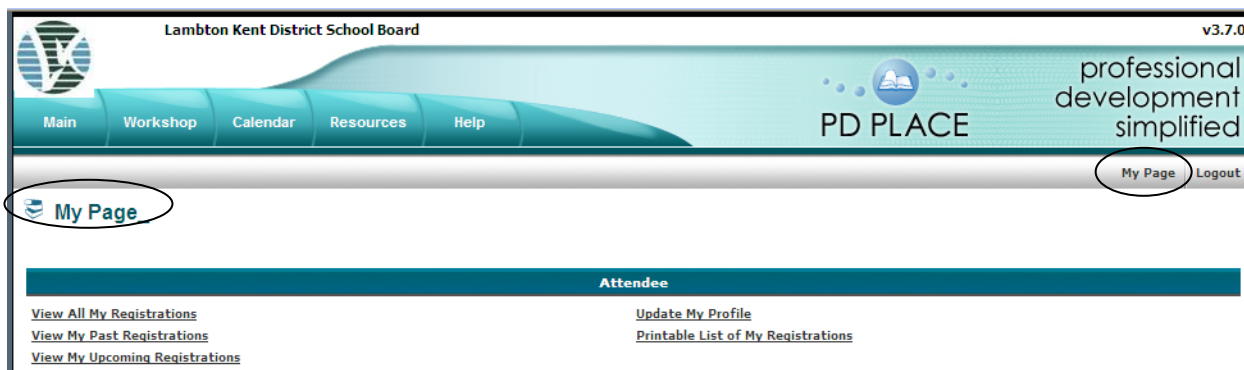 Lambton Kent District School Board
v3.7.0
Main Workshop Calendar Resources Help
PD PLACE
professional
development
simplified
My Page Logout
My Page_
Attendee
View All My Registrations
Update My Profile
View My Past Registrations
Printable List of My Registrations
View My Upcoming Registrations